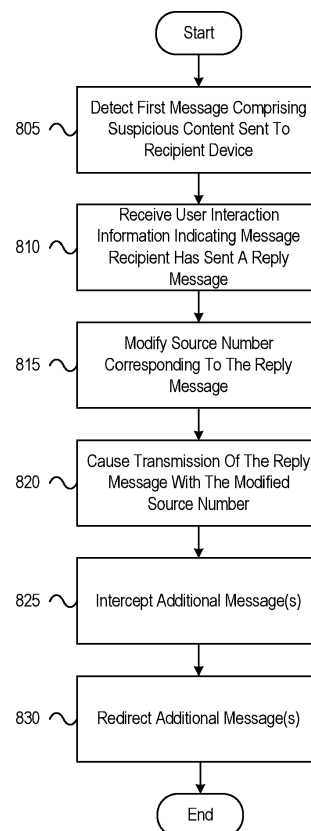 Start
805
Detect First Message Comprising
Suspicious Content Sent To
Recipient Device
810
Receive User Interaction
Information Indicating Message
Recipient Has Sent A Reply
Message
815
Modify Source Number
Corresponding To The Reply
Message
820
Cause Transmission Of The Reply
Message With The Modified
Source Number
825
Intercept Additional Message(s)
830
Redirect Additional Message(s)
End